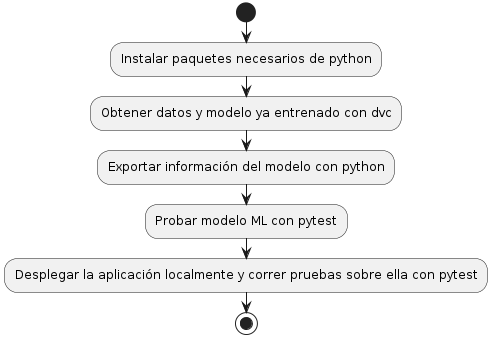 Instalar paquetes necesarios de python
Obtener datos y modelo ya entrenado con dvc
Exportar información del modelo con python
Probar modelo ML con pytest
Desplegar la aplicación localmente y correr pruebas sobre ella con pytest